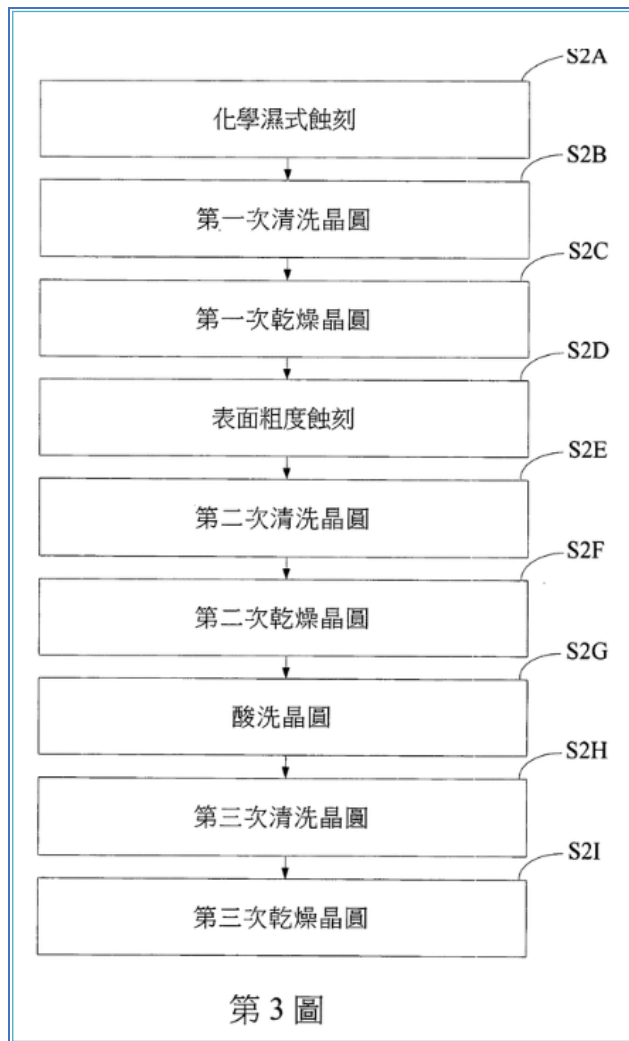 S2A
化學濕式蝕刻
S2B
第一次清洗晶圓
S2C
第一次乾燥晶圓
S2D
表面粗度蝕刻
S2E
第二次清洗晶圓
S2F
第二次乾燥晶圓
S2G
酸洗晶圓
S2H
第三次清洗晶圓
S2I
第三次乾燥晶圓
第3圖